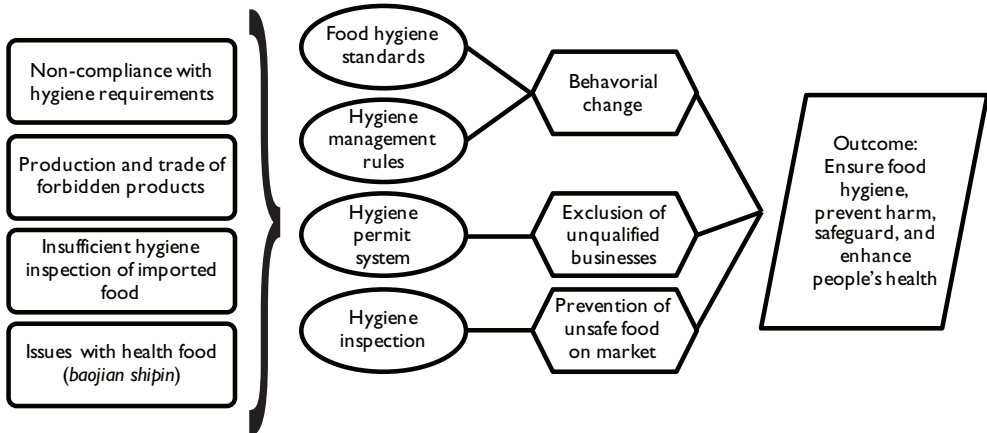 Non-compliance with
hygiene requirements
Production and trade of
forbidden products
Insufficient hygiene
inspection of imported
food
Issues with health food
(baojian shipin)
Food hygiene
standards
Hygiene
management
rules
Hygiene
permit
system
Hygiene
inspection
Behavorial
change
Exclusion of
unqualified
businesses
Prevention of
unsafe food
on market
Outcome:
Ensure food
hygiene,
prevent harm,
safeguard, and
enhance
people's health